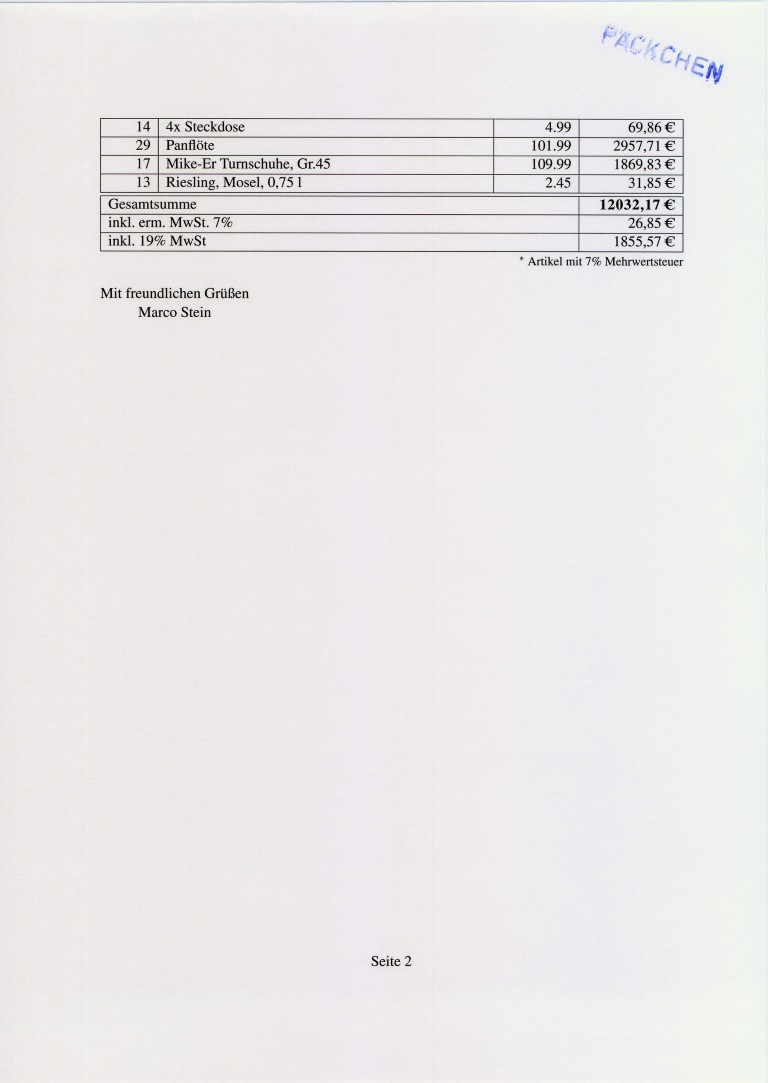 PÄCKCHEN
14 4x Steckdose 4.99 69,86 €
29 Panflöte 101.99 2957,71 €
17 Mike-Er Turnschuhe, Gr.45 109.99 1869,83 €
13 Riesling, Mosel, 0,75 l 2.45 31,85 €
Gesamtsumme 12032,17 €
inkl. erm. MwSt. 7% 26,85 €
inkl. 19% MwSt 1855,57 €
* Artikel mit 7% Mehrwertsteuer
Mit freundlichen Grüßen
Marco Stein
Seite 2